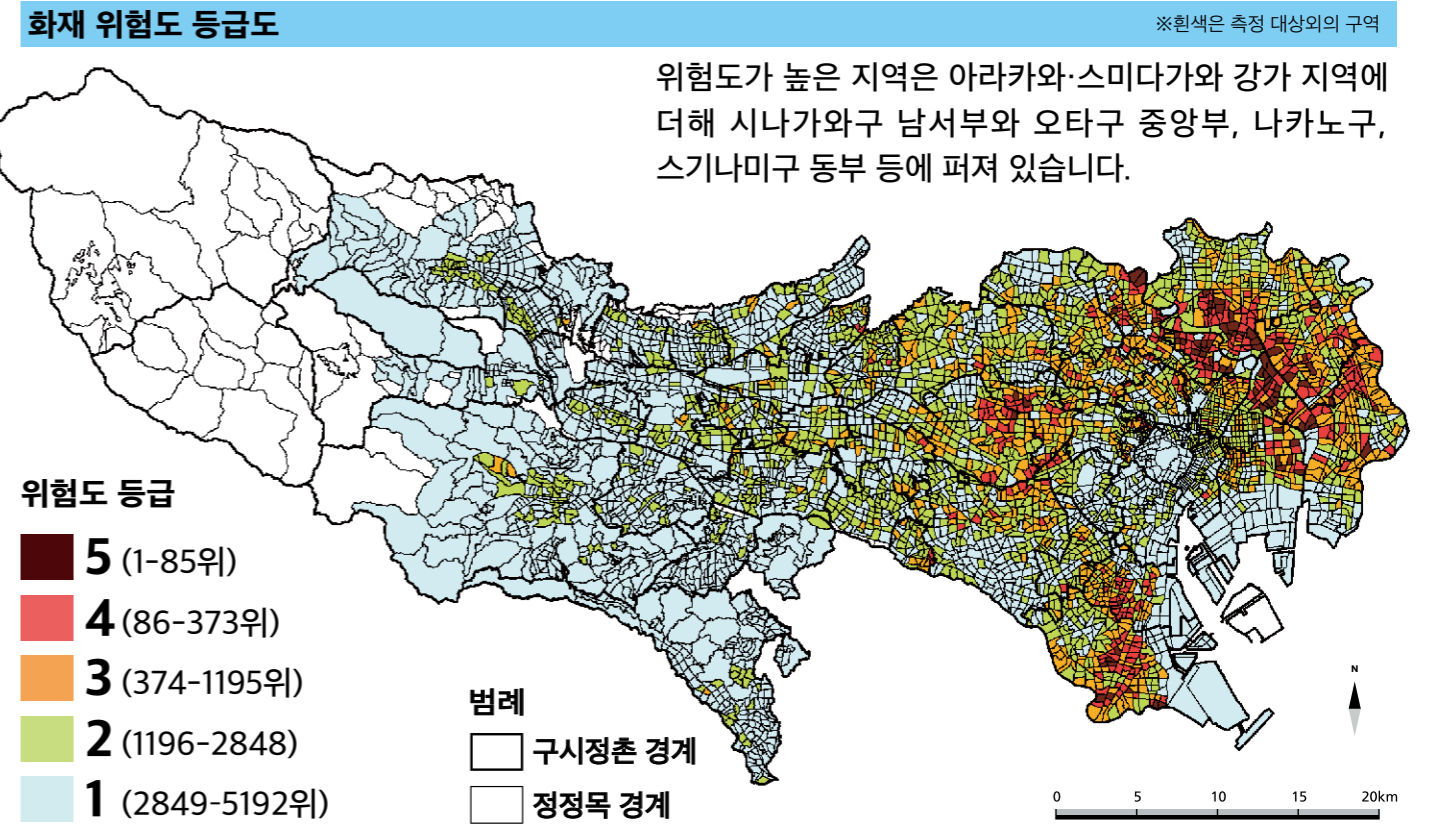 화재 위험도 등급도
※흰색은 측정 대상외의 구역
위험도가 높은 지역은 아라카와·스미다가와 강가 지역에
더해 시나가와구 남서부와 오타구 중앙부, 나카노구,
스기나미구 동부 등에 퍼져 있습니다.
위험도 등급
5 (1-85위)
4 (86-373위)
3 (374-1195위)
2 (1196-2848)
1 (2849-5192위)
범례
구시정촌 경계
정정목 경계
N
0 5 10 15 20km